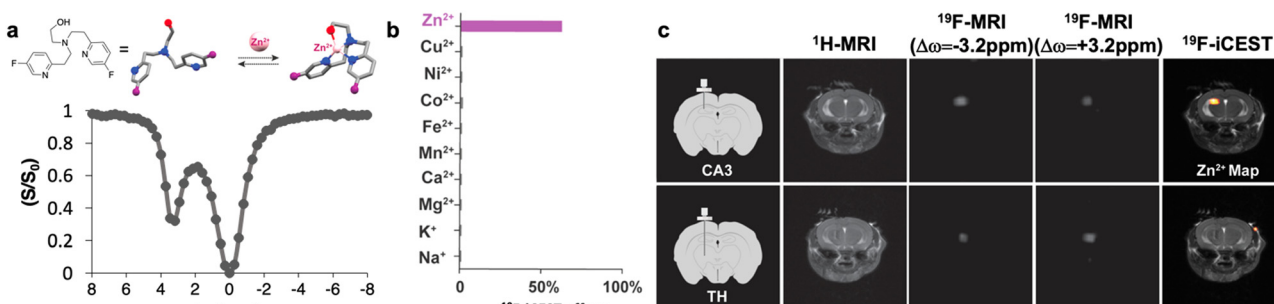 a
OH
N
N
N
F
F
=
Zn²⁺
Zn²⁺
(S/S₀)
1
0.8
0.6
0.4
0.2
0
8 6 4 2 0 -2 -4 -6 -8
b
Zn²⁺
Cu²⁺
Ni²⁺
Co²⁺
Fe²⁺
Mn²⁺
Ca²⁺
Mg²⁺
K⁺
Na⁺
0 50% 100%
c
¹H-MRI
¹⁹F-MRI
(Δω=-3.2ppm)
¹⁹F-MRI
(Δω=+3.2ppm)
¹⁹F-iCEST
CA3
Zn²⁺ Map
TH